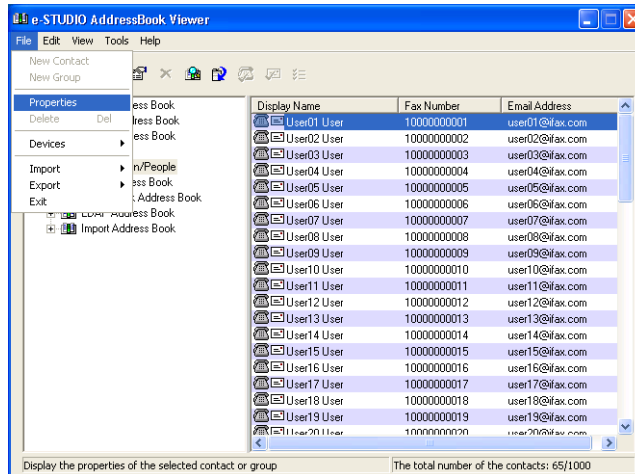 e-STUDIO AddressBook Viewer
File Edit View Tools Help
New Contact
New Group
Properties
Delete Del
Devices
Import
Export
Exit
ess Book
ress Book
ess Book
n/People
ess Book
Address Book
LDAP Address Book
Import Address Book
Display Name Fax Number Email Address
User01 User 10000000001 user01@ifax.com
User02 User 10000000002 user02@ifax.com
User03 User 10000000003 user03@ifax.com
User04 User 10000000004 user04@ifax.com
User05 User 10000000005 user05@ifax.com
User06 User 10000000006 user06@ifax.com
User07 User 10000000007 user07@ifax.com
User08 User 10000000008 user08@ifax.com
User09 User 10000000009 user09@ifax.com
User10 User 10000000010 user10@ifax.com
User11 User 10000000011 user11@ifax.com
User12 User 10000000012 user12@ifax.com
User13 User 10000000013 user13@ifax.com
User14 User 10000000014 user14@ifax.com
User15 User 10000000015 user15@ifax.com
User16 User 10000000016 user16@ifax.com
User17 User 10000000017 user17@ifax.com
User18 User 10000000018 user18@ifax.com
User19 User 10000000019 user19@ifax.com
User20 User 10000000020 user20@ifax.com
Display the properties of the selected contact or group The total number of the contacts: 65/1000